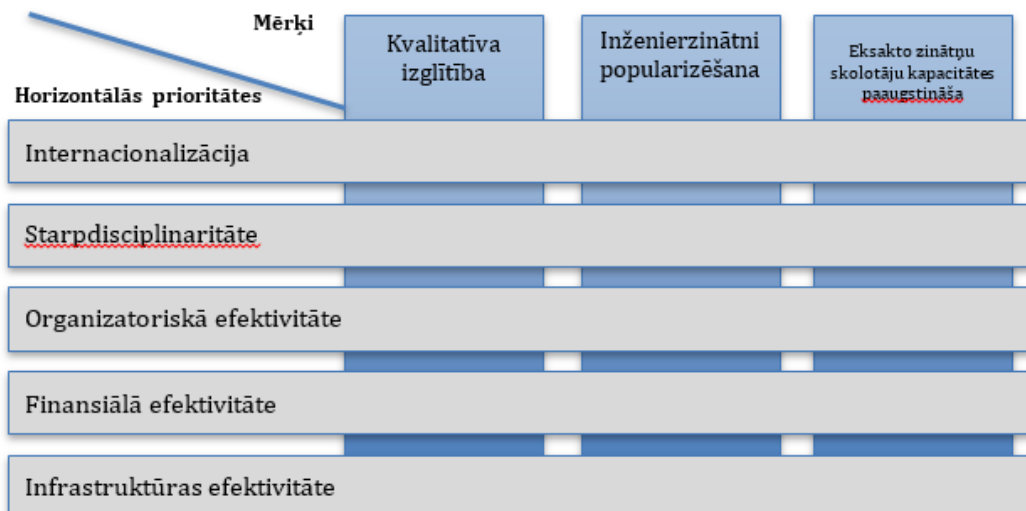 Mērķi
Kvalitatīva
izglītība
Inženierzinātni
popularizēšana
Eksakto zinātņu
skolotāju kapacitātes
paaugstināša
Horizontālās prioritātes
Internacionalizācija
Starpdisciplinaritāte
Organizatoriskā efektivitāte
Finansiālā efektivitāte
Infrastruktūras efektivitāte